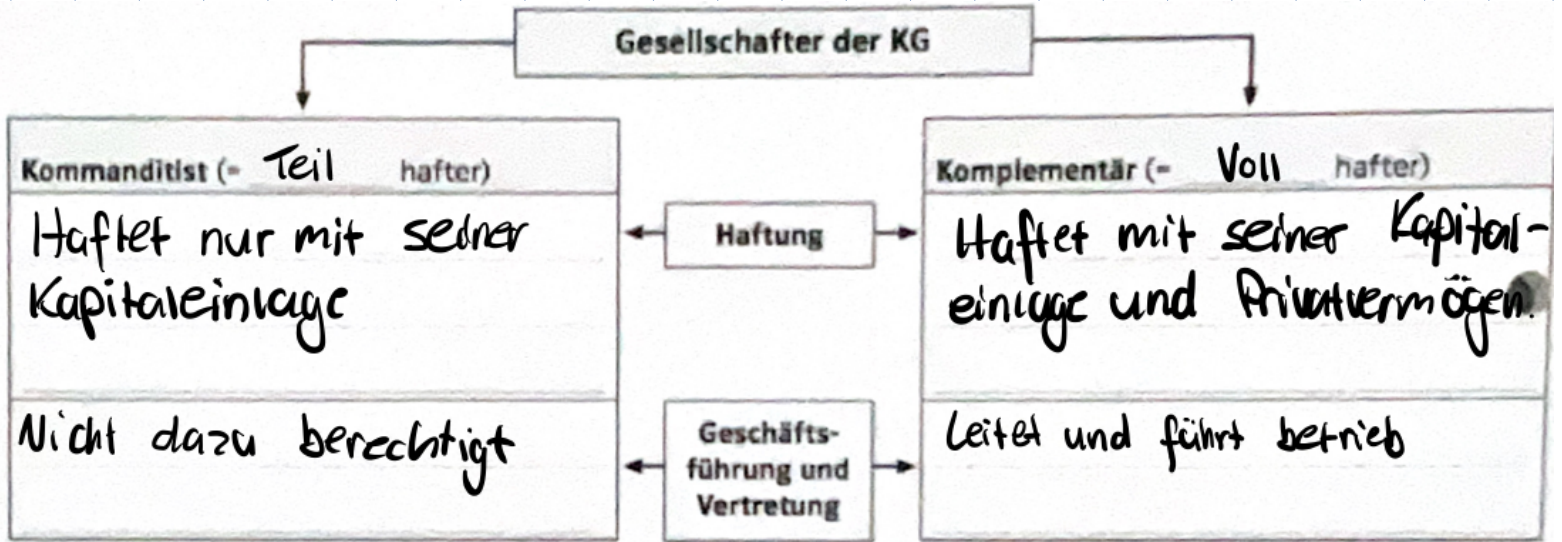 Gesellschafter der KG
Kommanditist (= Teil hafter)
Komplementär (= Voll hafter)
Haftet nur mit seiner
Kapitaleinlage
Haftung
Haftet mit seiner Kapital-
einlage und Privatvermögen.
Nicht dazu berechtigt
Geschäfts-
führung und
Vertretung
Leitet und führt betrieb